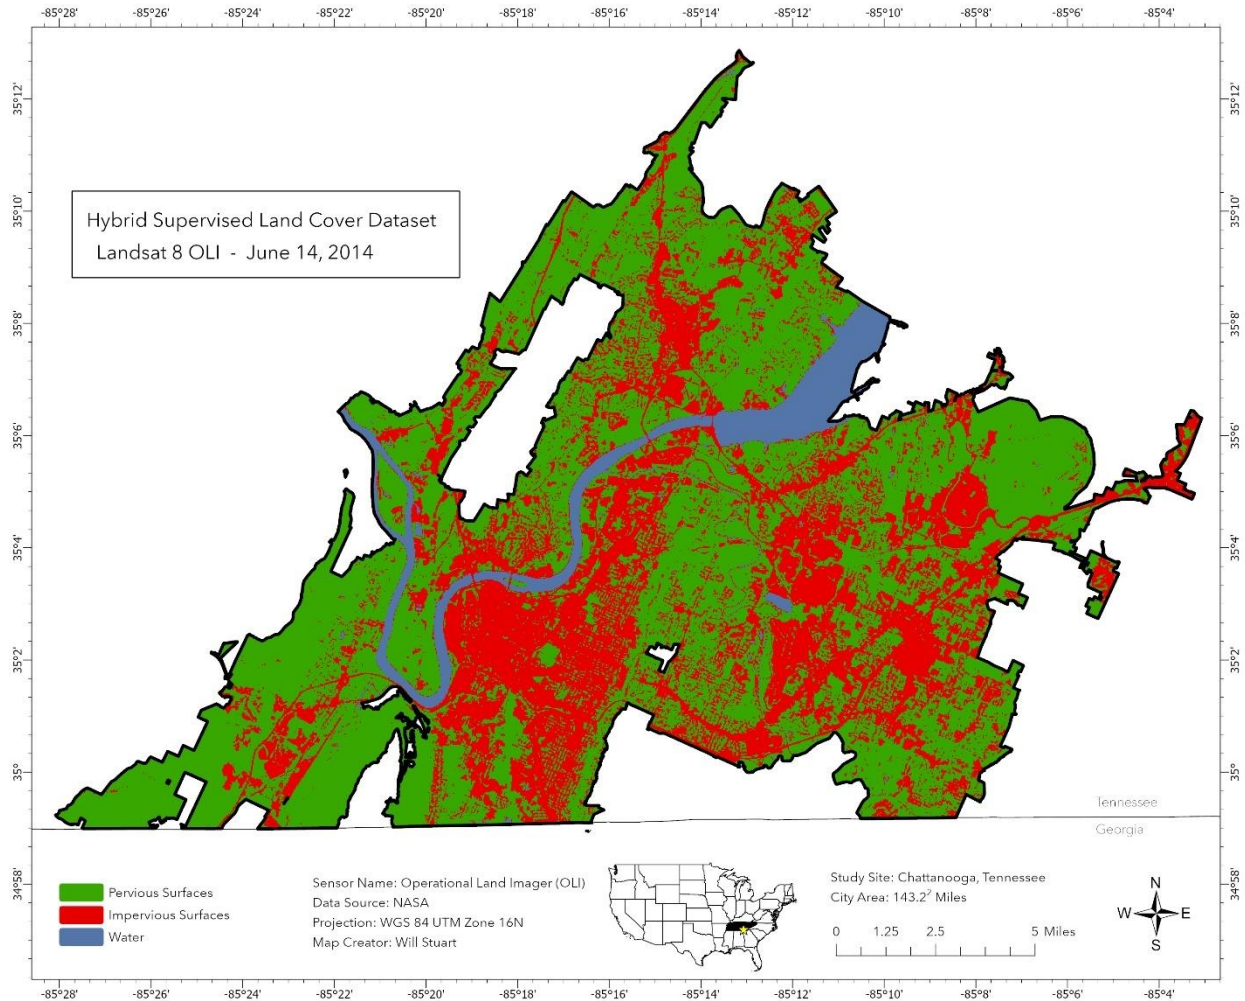 -85°28' -85°26' -85°24' -85°22' -85°20' -85°18' -85°16' -85°14' -85°12' -85°10' -85°8' -85°6' -85°4'
35°12' 35°12'
35°10' 35°10'
Hybrid Supervised Land Cover Dataset
Landsat 8 OLI - June 14, 2014
35°8' 35°8'
35°6' 35°6'
35°4' 35°4'
35°2' 35°2'
35° 35°
Tennessee
Georgia
34°58' 34°58'
Pervious Surfaces
Impervious Surfaces
Water
Sensor Name: Operational Land Imager (OLI)
Data Source: NASA
Projection: WGS 84 UTM Zone 16N
Map Creator: Will Stuart
Study Site: Chattanooga, Tennessee
City Area: 143.2² Miles
0 1.25 2.5 5 Miles
N
W E
S
-85°28' -85°26' -85°24' -85°22' -85°20' -85°18' -85°16' -85°14' -85°12' -85°10' -85°8' -85°6' -85°4'